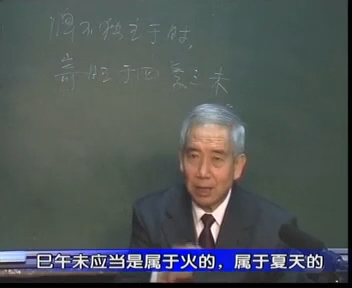 脾不独主于时,
寄旺于四季之末
巳午未应当是属于火的，属于夏天的